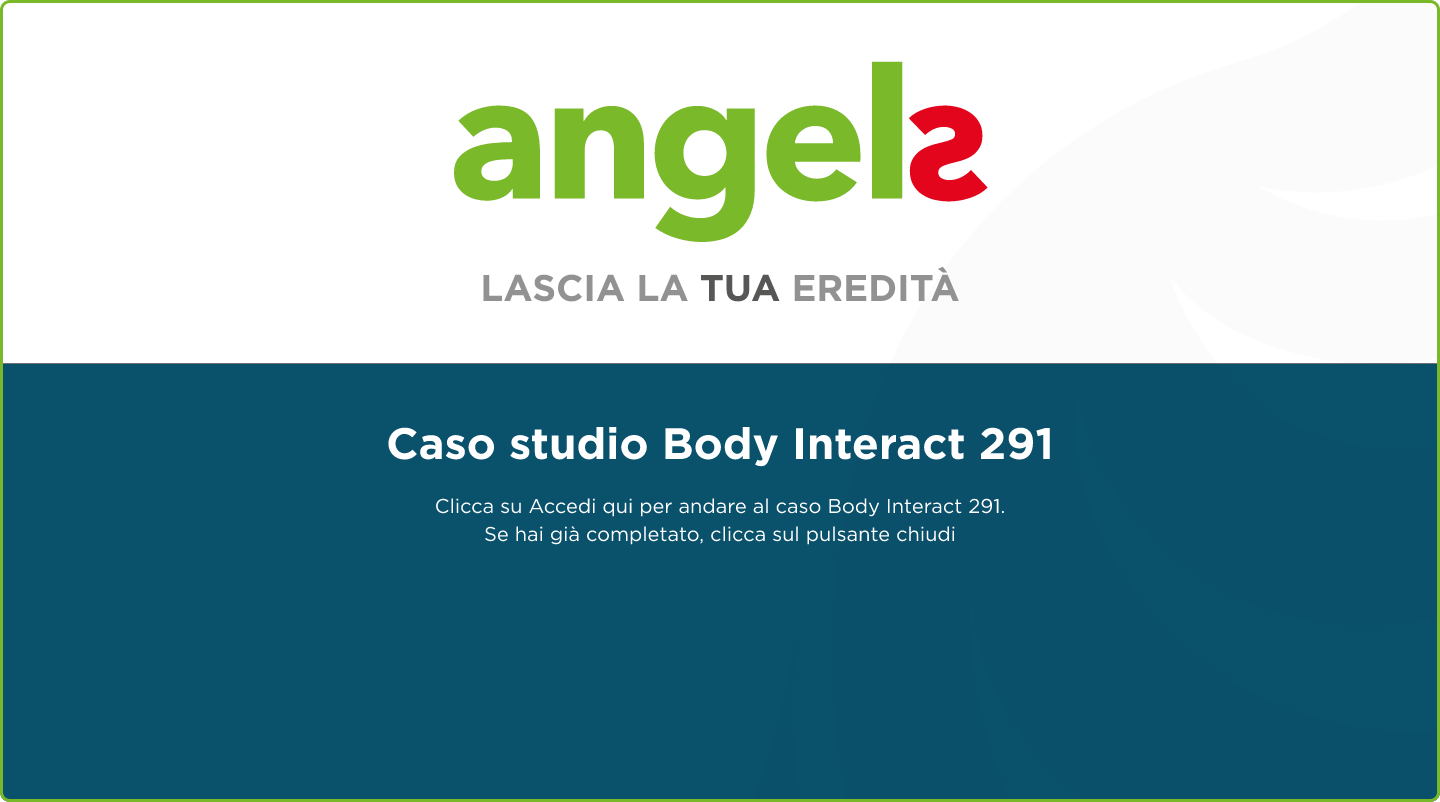 angels
LASCIA LA TUA EREDITÀ
Caso studio Body Interact 291
Clicca su Accedi qui per andare al caso Body Interact 291.
Se hai già completato, clicca sul pulsante chiudi